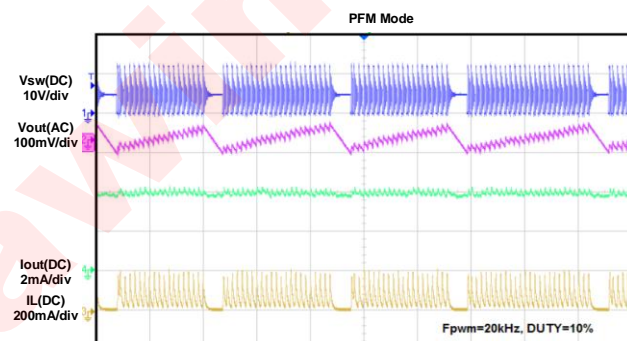 PFM Mode
Vsw(DC)
10V/div
Vout(AC)
100mV/div
Iout(DC)
2mA/div
IL(DC)
200mA/div
Fpwm=20kHz, DUTY=10%